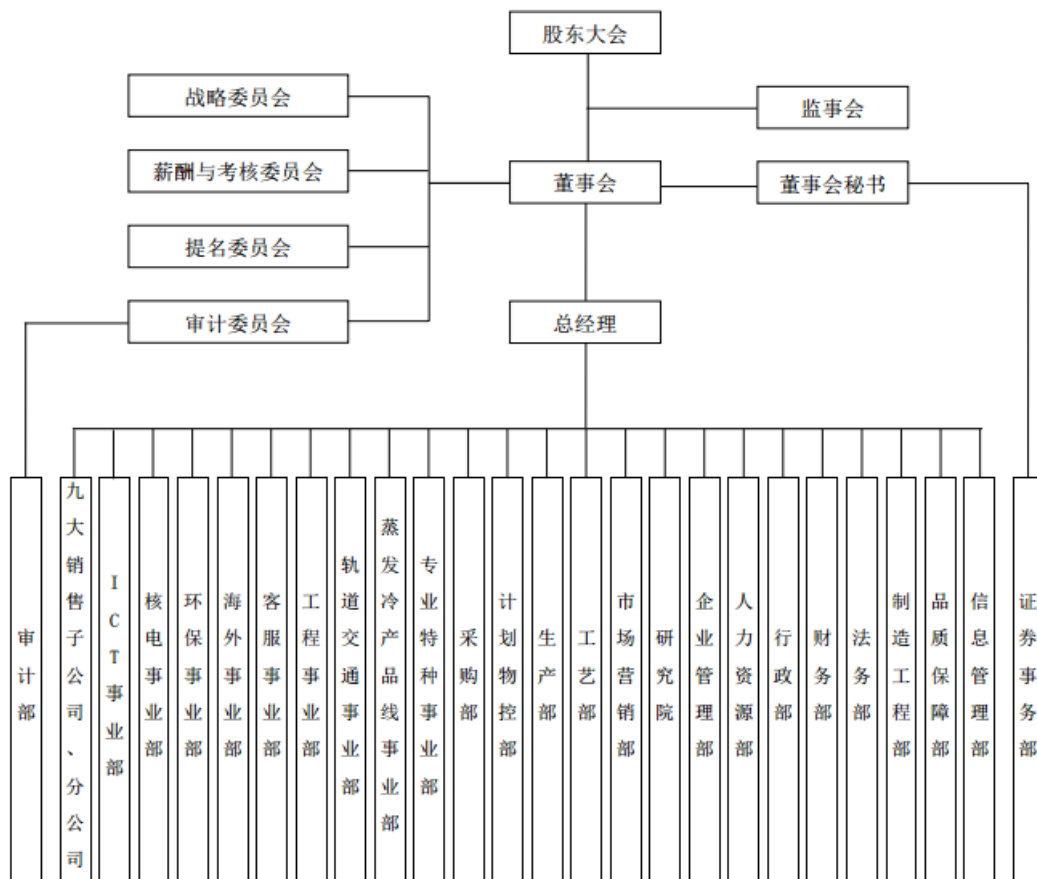 股东大会
战略委员会
监事会
薪酬与考核委员会
董事会
董事会秘书
提名委员会
审计委员会
总经理
审计部
九大销售子公司、分公司
ICT事业部
核电事业部
环保事业部
海外事业部
客服事业部
工程事业部
轨道交通事业部
蒸发冷产品线事业部
专业特种事业部
采购部
计划物控部
生产部
工艺部
市场营销部
研究院
企业管理部
人力资源部
行政部
财务部
法务部
制造工程部
品质保障部
信息管理部
证券事务部